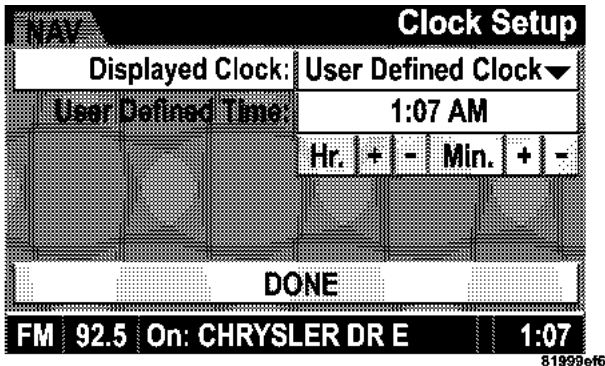 NAV
Clock Setup
Displayed Clock: User Defined Clock
User Defined Time: 1:07 AM
Hr. + - Min. + -
DONE
FM 92.5 On: CHRYSLER DR E 1:07
81999ef6